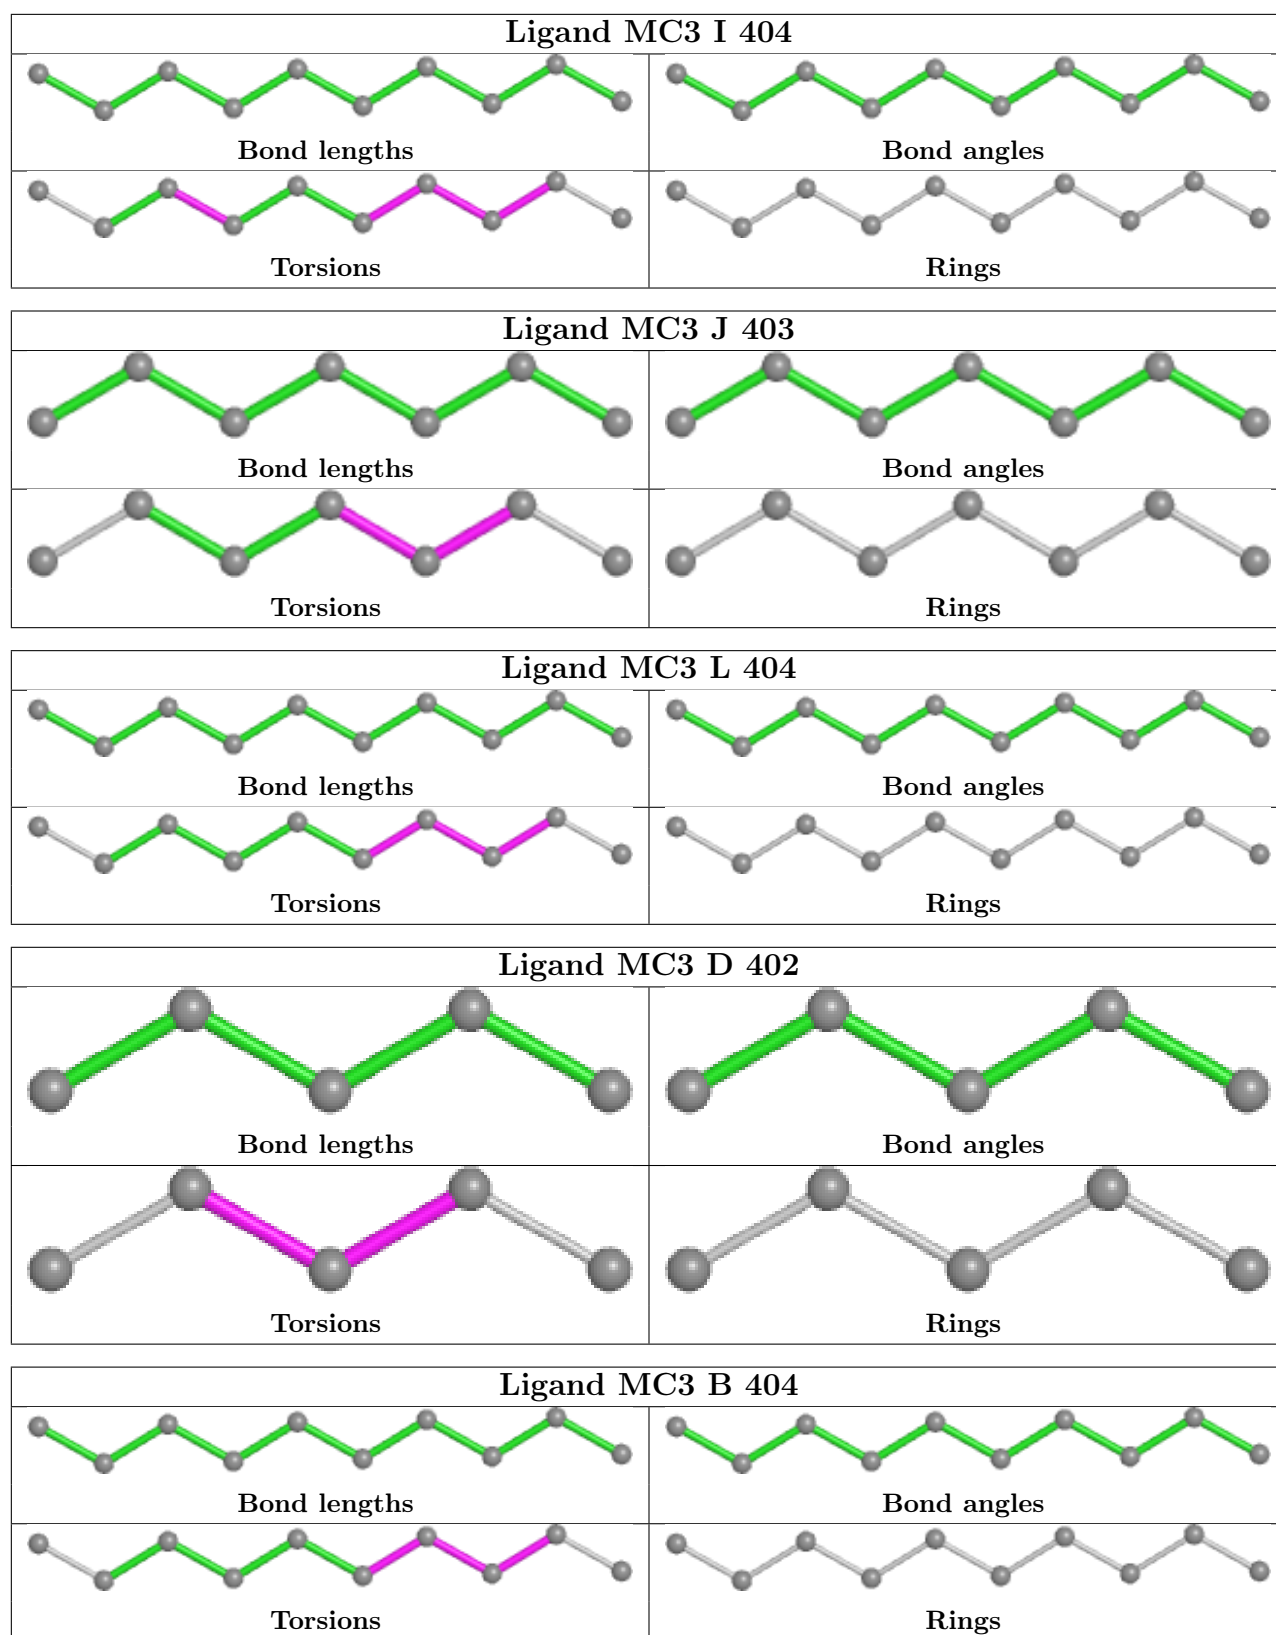 Ligand MC3 I 404
Bond lengths
Bond angles
Torsions
Rings
Ligand MC3 J 403
Bond lengths
Bond angles
Torsions
Rings
Ligand MC3 L 404
Bond lengths
Bond angles
Torsions
Rings
Ligand MC3 D 402
Bond lengths
Bond angles
Torsions
Rings
Ligand MC3 B 404
Bond lengths
Bond angles
Torsions
Rings